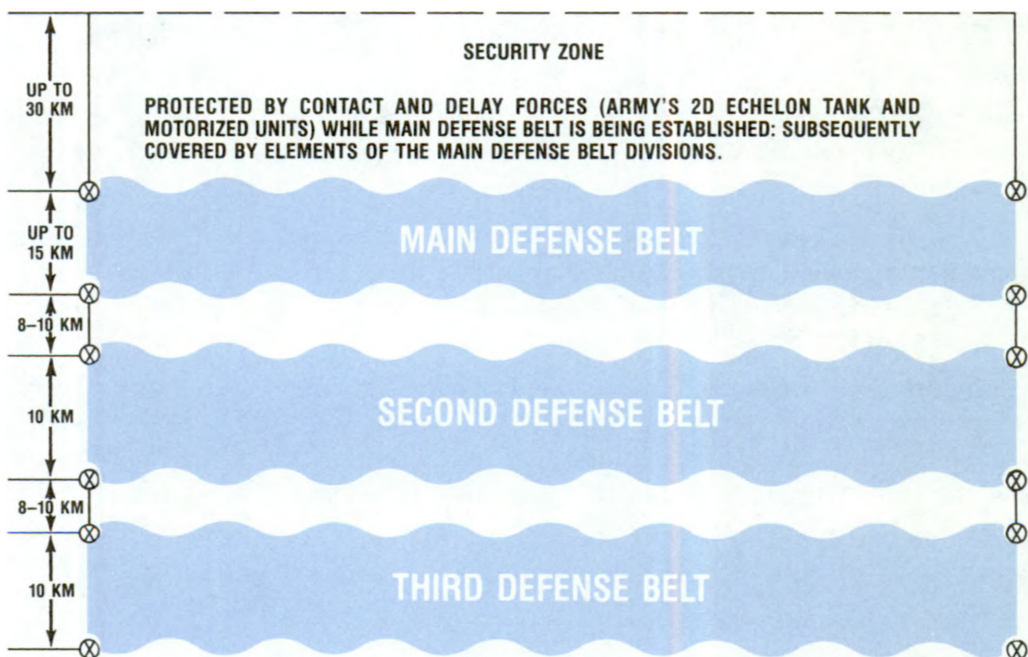 SECURITY ZONE
UP TO
30 KM
PROTECTED BY CONTACT AND DELAY FORCES (ARMY'S 2D ECHELON TANK AND
MOTORIZED UNITS) WHILE MAIN DEFENSE BELT IS BEING ESTABLISHED: SUBSEQUENTLY
COVERED BY ELEMENTS OF THE MAIN DEFENSE BELT DIVISIONS.
UP TO
15 KM
MAIN DEFENSE BELT
8–10 KM
10 KM
SECOND DEFENSE BELT
8–10 KM
10 KM
THIRD DEFENSE BELT